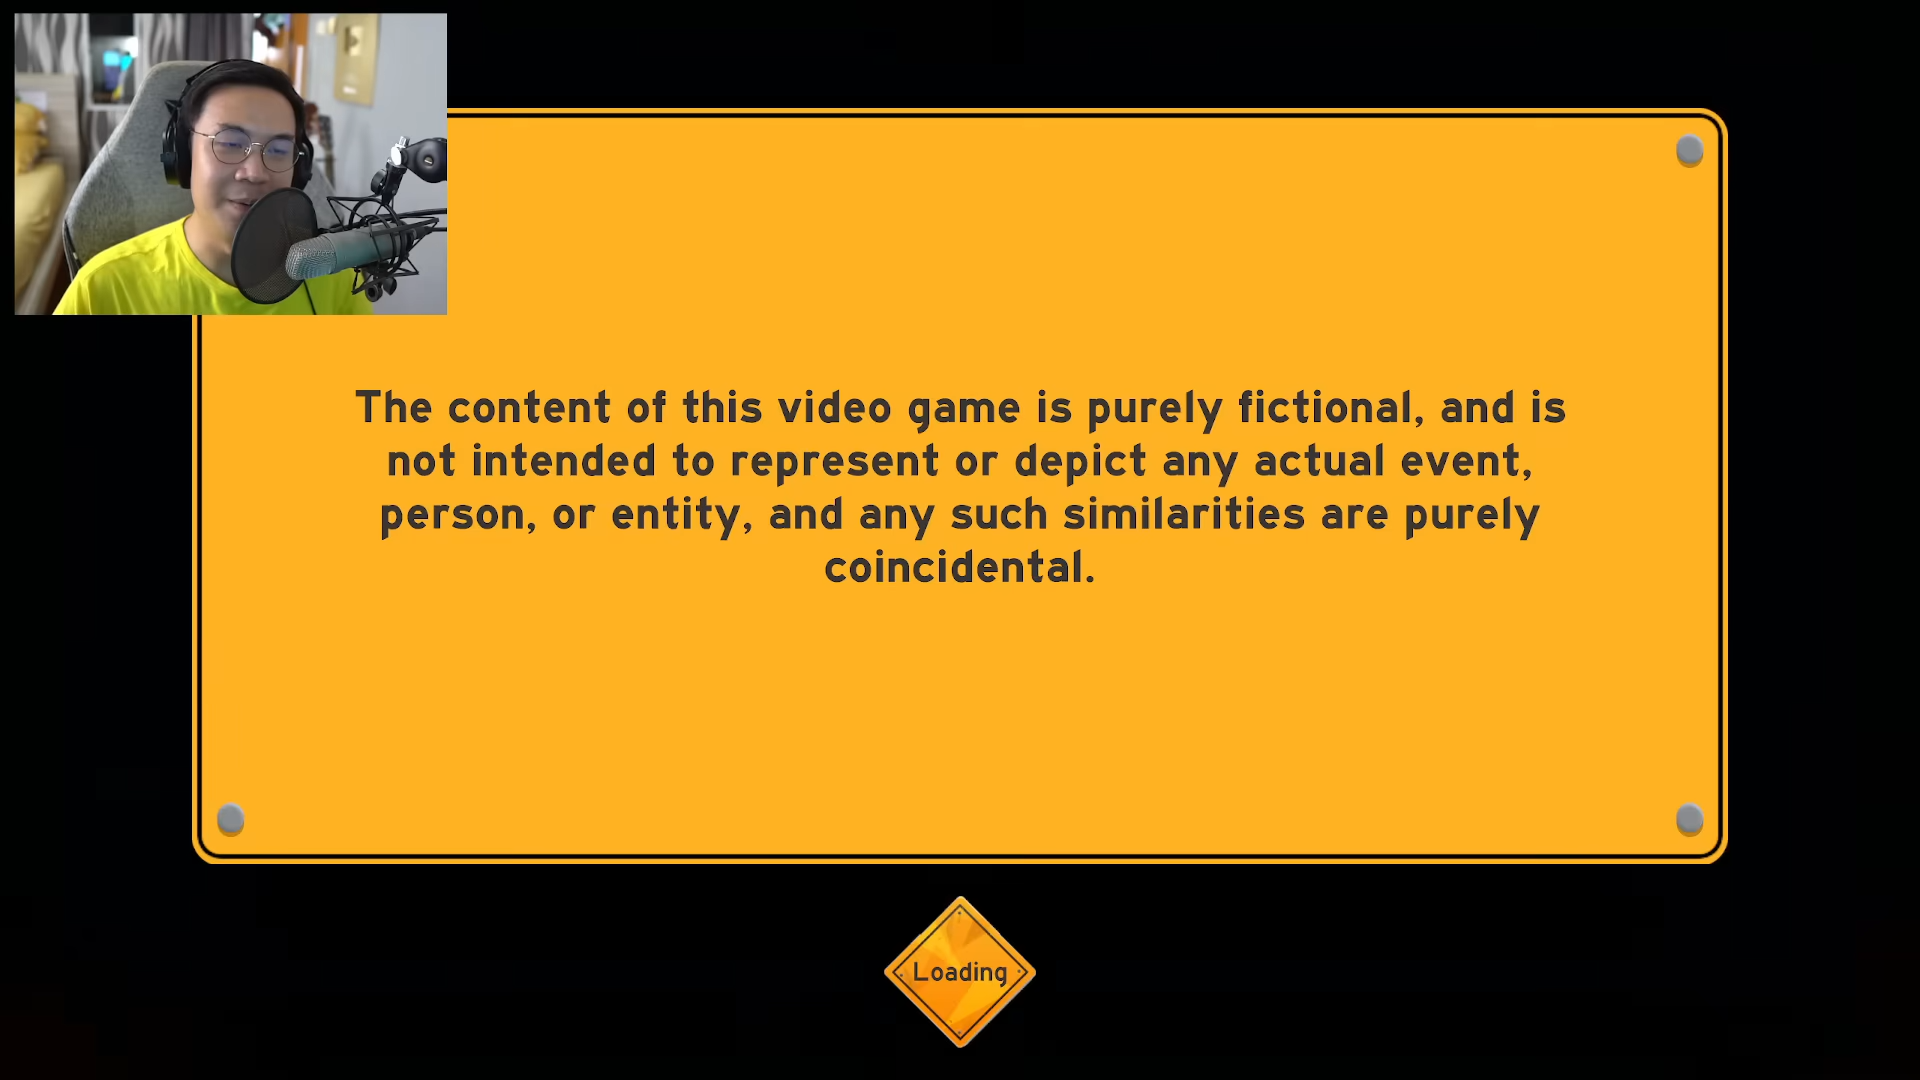 The content of this video game is purely fictional, and is
not intended to represent or depict any actual event,
person, or entity, and any such similarities are purely
coincidental.
Loading